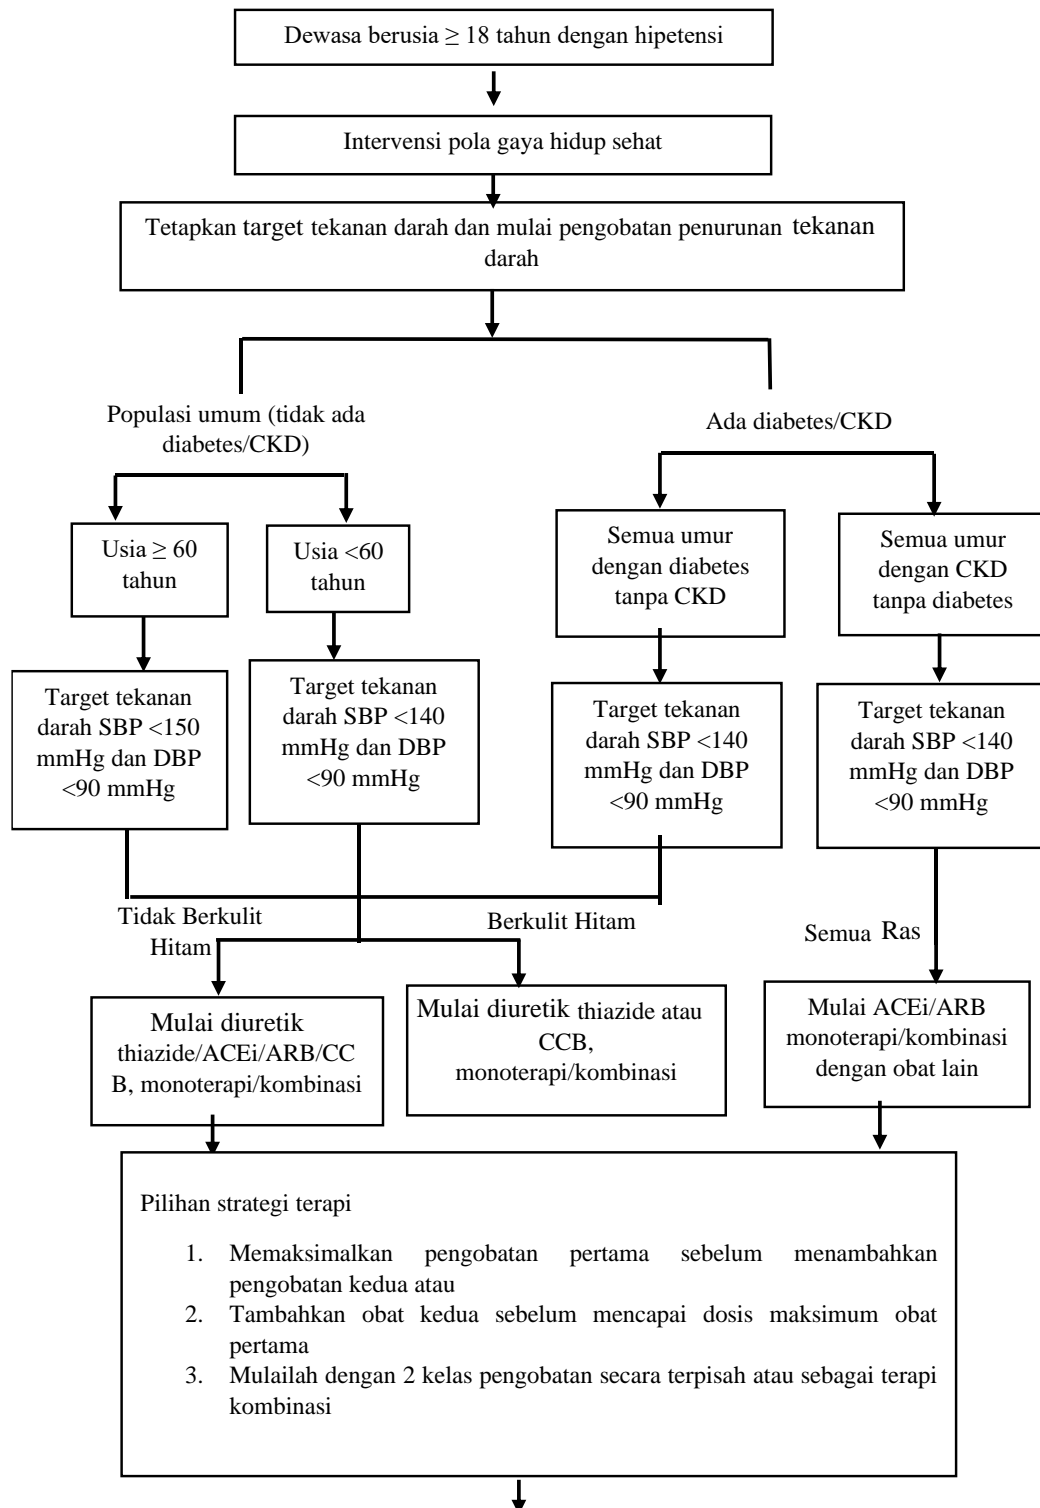 Dewasa berusia ≥ 18 tahun dengan hipetensi
Intervensi pola gaya hidup sehat
Tetapkan target tekanan darah dan mulai pengobatan penurunan tekanan
darah
Populasi umum (tidak ada
diabetes/CKD)
Ada diabetes/CKD
Usia ≥ 60
tahun
Usia <60
tahun
Semua umur
dengan diabetes
tanpa CKD
Semua umur
dengan CKD
tanpa diabetes
Target tekanan
darah SBP <150
mmHg dan DBP
<90 mmHg
Target tekanan
darah SBP <140
mmHg dan DBP
<90 mmHg
Target tekanan
darah SBP <140
mmHg dan DBP
<90 mmHg
Target tekanan
darah SBP <140
mmHg dan DBP
<90 mmHg
Tidak Berkulit
Hitam
Berkulit Hitam
Semua Ras
Mulai diuretik
thiazide/ACEi/ARB/CC
B, monoterapi/kombinasi
Mulai diuretik thiazide atau
CCB,
monoterapi/kombinasi
Mulai ACEi/ARB
monoterapi/kombinasi
dengan obat lain
Pilihan strategi terapi
1. Memaksimalkan pengobatan pertama sebelum menambahkan
pengobatan kedua atau
2. Tambahkan obat kedua sebelum mencapai dosis maksimum obat
pertama
3. Mulailah dengan 2 kelas pengobatan secara terpisah atau sebagai terapi
kombinasi